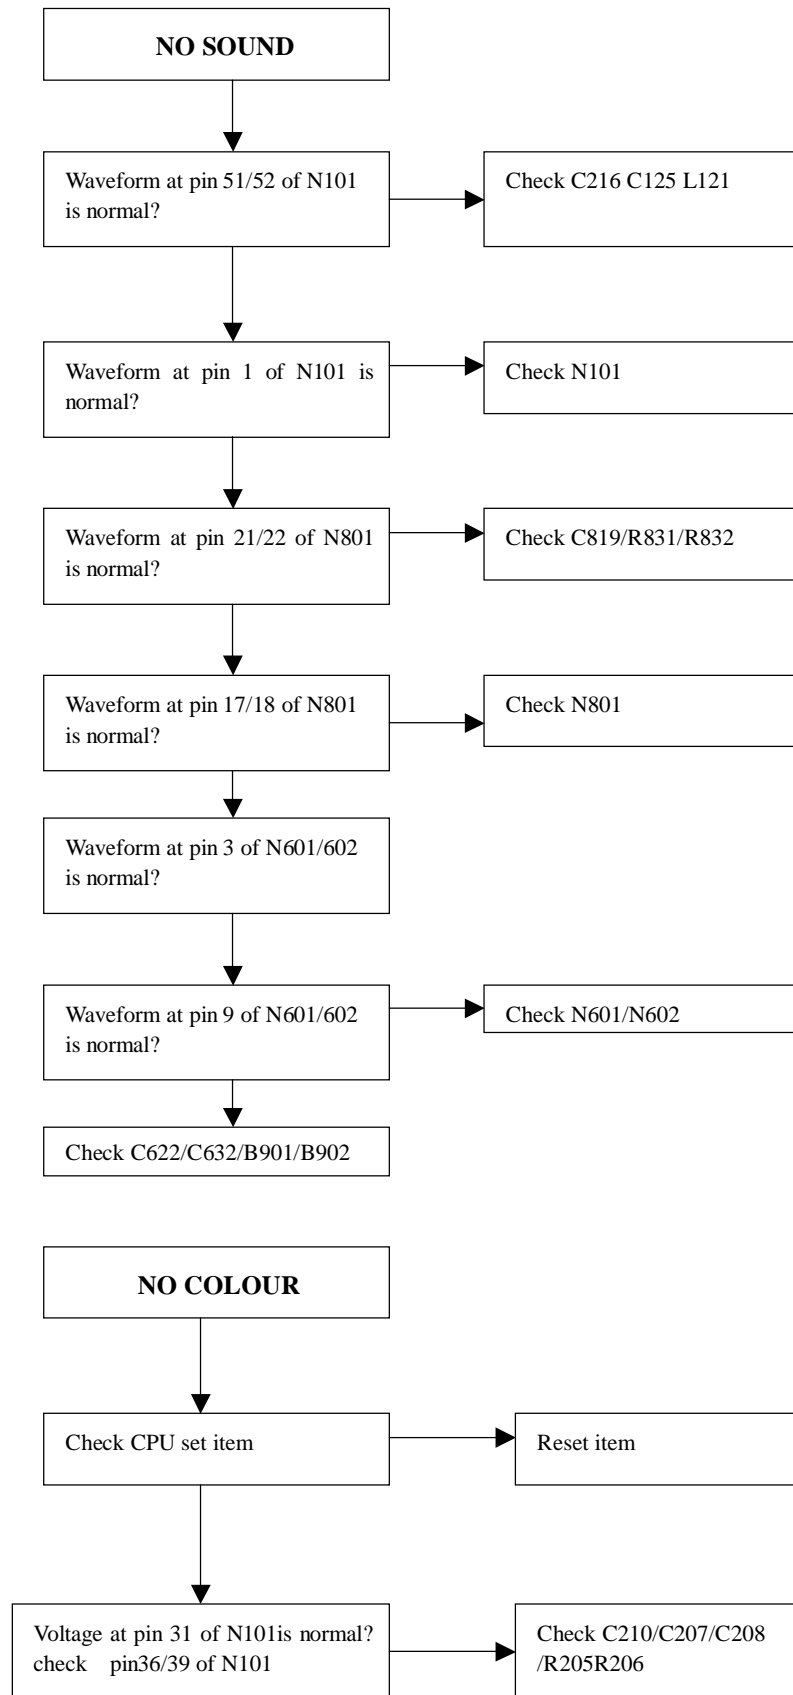 NO SOUND
Waveform at pin 51/52 of N101
is normal?
Check C216 C125 L121
Waveform at pin 1 of N101 is
normal?
Check N101
Waveform at pin 21/22 of N801
is normal?
Check C819/R831/R832
Waveform at pin 17/18 of N801
is normal?
Check N801
Waveform at pin 3 of N601/602
is normal?
Waveform at pin 9 of N601/602
is normal?
Check N601/N602
Check C622/C632/B901/B902
NO COLOUR
Check CPU set item
Reset item
Voltage at pin 31 of N101is normal?
check pin36/39 of N101
Check C210/C207/C208
/R205R206